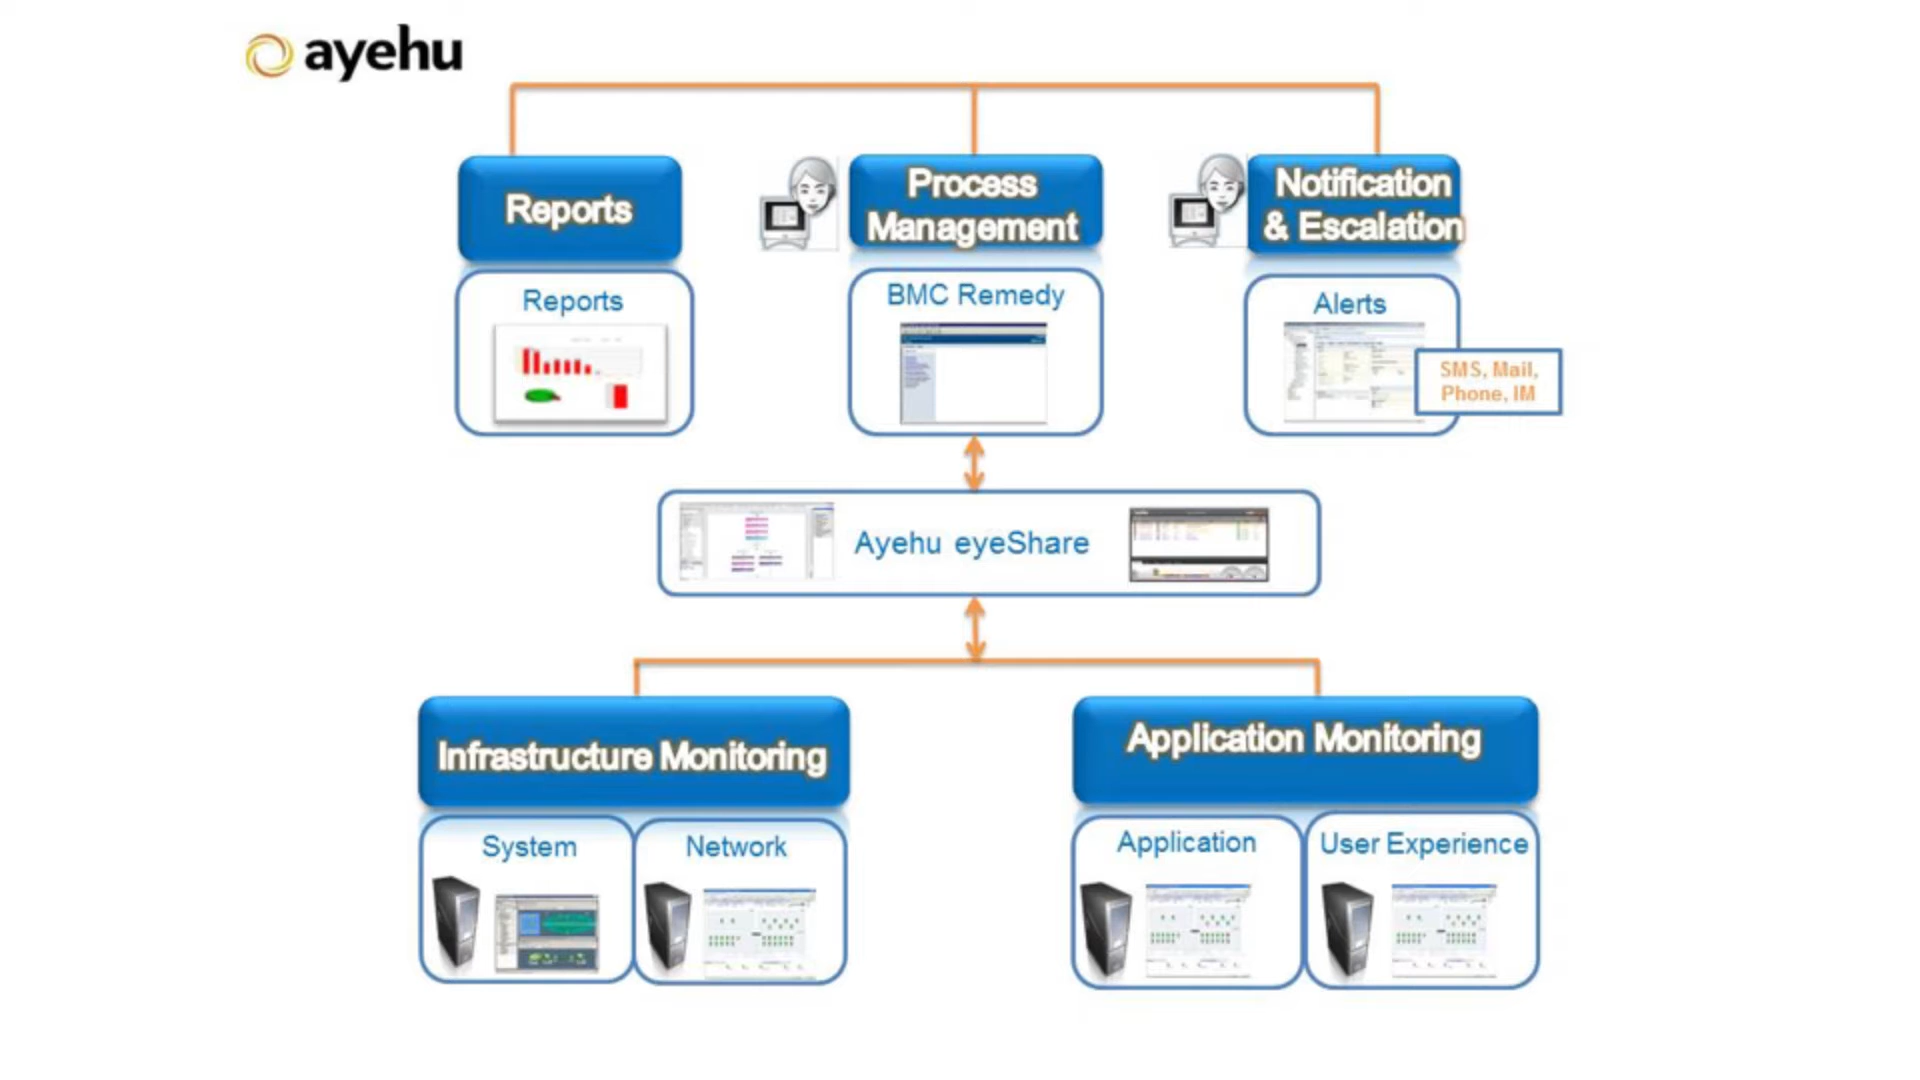 ayehu
Reports
Process
Management
Notification
& Escalation
Reports
BMC Remedy
Alerts
SMS, Mail,
Phone, IM
Ayehu eyeShare
Infrastructure Monitoring
Application Monitoring
System
Network
Application
User Experience